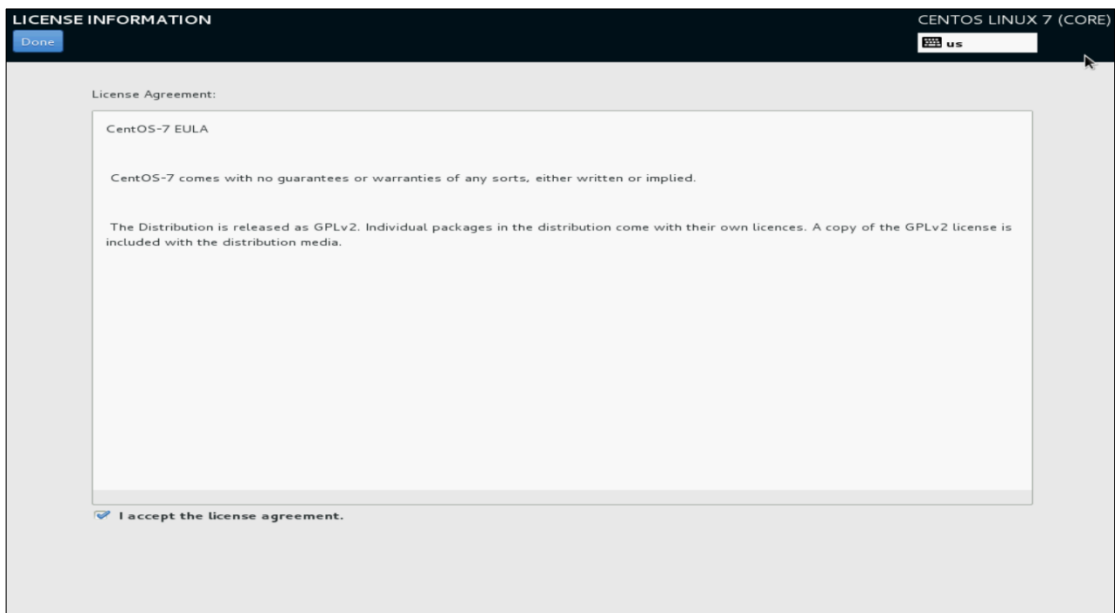 LICENSE INFORMATION
CENTOS LINUX 7 (CORE)
Done
us
License Agreement:
CentOS-7 EULA
CentOS-7 comes with no guarantees or warranties of any sorts, either written or implied.
The Distribution is released as GPLv2. Individual packages in the distribution come with their own licences. A copy of the GPLv2 license is
included with the distribution media.
I accept the license agreement.